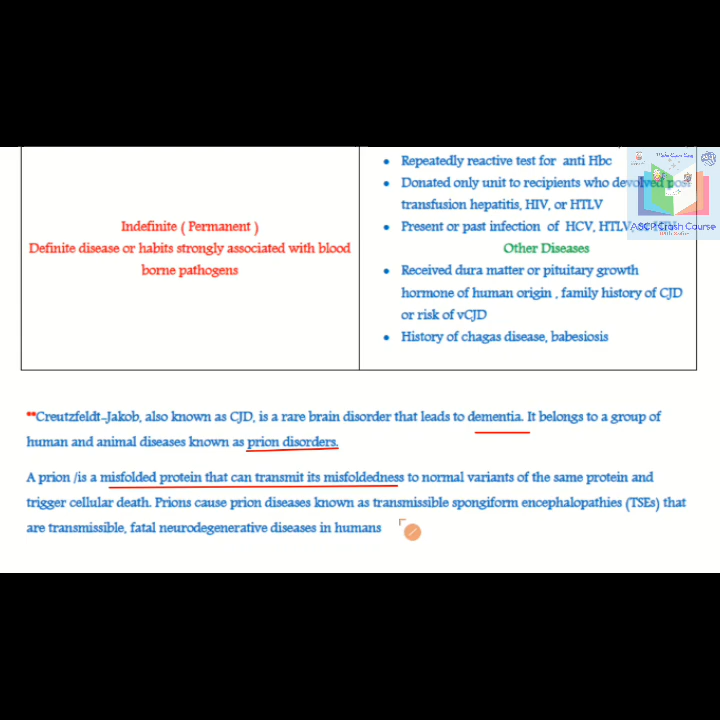 Repeatedly reactive test for anti Hbc
Donated only unit to recipients who devolved post
transfusion hepatitis, HIV, or HTLV
Present or past infection of HCV, HTLV,
ASCP Crash Course
Indefinite ( Permanent )
Definite disease or habits strongly associated with blood
borne pathogens
Other Diseases
Received dura matter or pituitary growth
hormone of human origin , family history of CJD
or risk of vCJD
History of chagas disease, babesiosis
**Creutzfeldt-Jakob, also known as CJD, is a rare brain disorder that leads to dementia. It belongs to a group of
human and animal diseases known as prion disorders.
A prion /is a misfolded protein that can transmit its misfoldedness to normal variants of the same protein and
trigger cellular death. Prions cause prion diseases known as transmissible spongiform encephalopathies (TSEs) that
are transmissible, fatal neurodegenerative diseases in humans